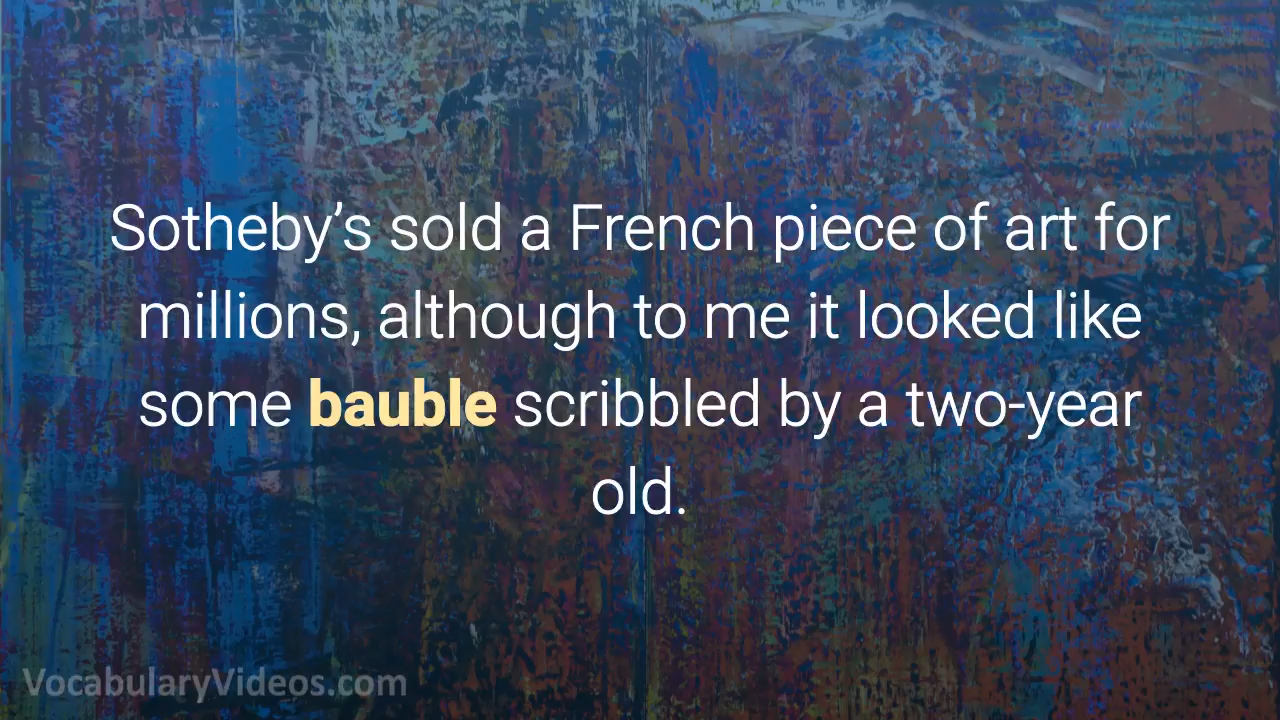 Sotheby’s sold a French piece of art for
millions, although to me it looked like
some bauble scribbled by a two-year
old.
VocabularyVideos.com